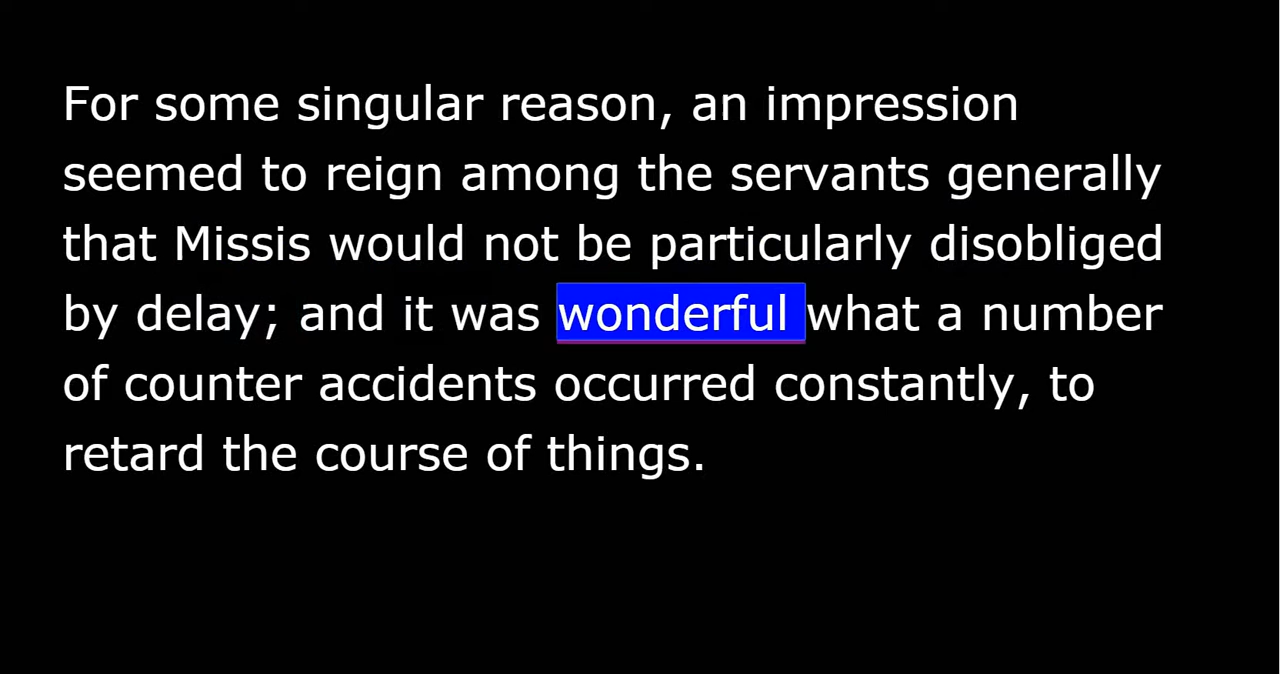 For some singular reason, an impression
seemed to reign among the servants generally
that Missis would not be particularly disobliged
by delay; and it was wonderful what a number
of counter accidents occurred constantly, to
retard the course of things.